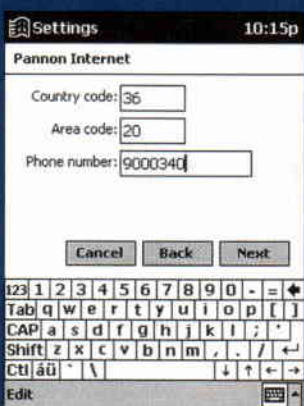 Settings 10:15p
Pannon Internet
Country code: 36
Area code: 20
Phone number: 9000340
Cancel Back Next
123 1 2 3 4 5 6 7 8 9 0 - = ←
Tab q w e r t y u i o p [ ]
CAP a s d f g h j k l ; '
Shift z x c v b n m , . / ↵
Ctl áü ` \ ↓ ↑ ← →
Edit